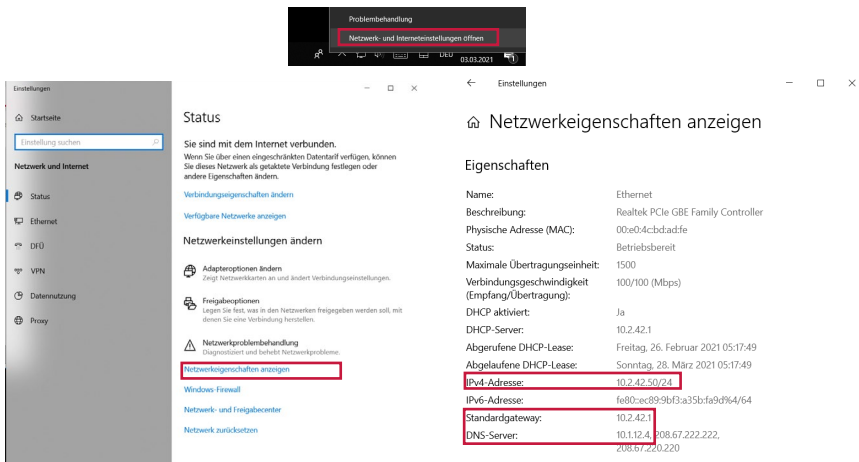 Problembehandlung
Netzwerk- und Interneteinstellungen öffnen
DEU
03.03.2021
1
Einstellungen
Startseite
Einstellung suchen
Netzwerk und Internet
Status
Ethernet
DFÜ
VPN
Datennutzung
Proxy
Status
Sie sind mit dem Internet verbunden.
Wenn Sie über einen eingeschränkten Datentarif verfügen, können
Sie dieses Netzwerk als getaktete Verbindung festlegen oder
andere Eigenschaften ändern.
Verbindungseigenschaften ändern
Verfügbare Netzwerke anzeigen
Netzwerkeinstellungen ändern
Adapteroptionen ändern
Zeigt Netzwerkkarten an und ändert Verbindungseinstellungen.
Freigabeoptionen
Legen Sie fest, was in den Netzwerken freigegeben werden soll, mit
denen Sie eine Verbindung herstellen.
Netzwerkproblembehandlung
Diagnostiziert und behebt Netzwerkprobleme.
Netzwerkeigenschaften anzeigen
Windows-Firewall
Netzwerk- und Freigabecenter
Netzwerk zurücksetzen
Einstellungen
Netzwerkeigenschaften anzeigen
Eigenschaften
Name: Ethernet
Beschreibung: Realtek PCIe GBE Family Controller
Physische Adresse (MAC): 00:e0:4c:bd:ad:fe
Status: Betriebsbereit
Maximale Übertragungseinheit: 1500
Verbindungsgeschwindigkeit 100/100 (Mbps)
(Empfang/Übertragung):
DHCP aktiviert: Ja
DHCP-Server: 10.2.42.1
Abgerufene DHCP-Lease: Freitag, 26. Februar 2021 05:17:49
Abgelaufene DHCP-Lease: Sonntag, 28. März 2021 05:17:49
IPv4-Adresse: 10.2.42.50/24
IPv6-Adresse: fe80::ec89:9bf3:a35b:fa9d%4/64
Standardgateway: 10.2.42.1
DNS-Server: 10.1.12.4, 208.67.222.222,
208.67.220.220